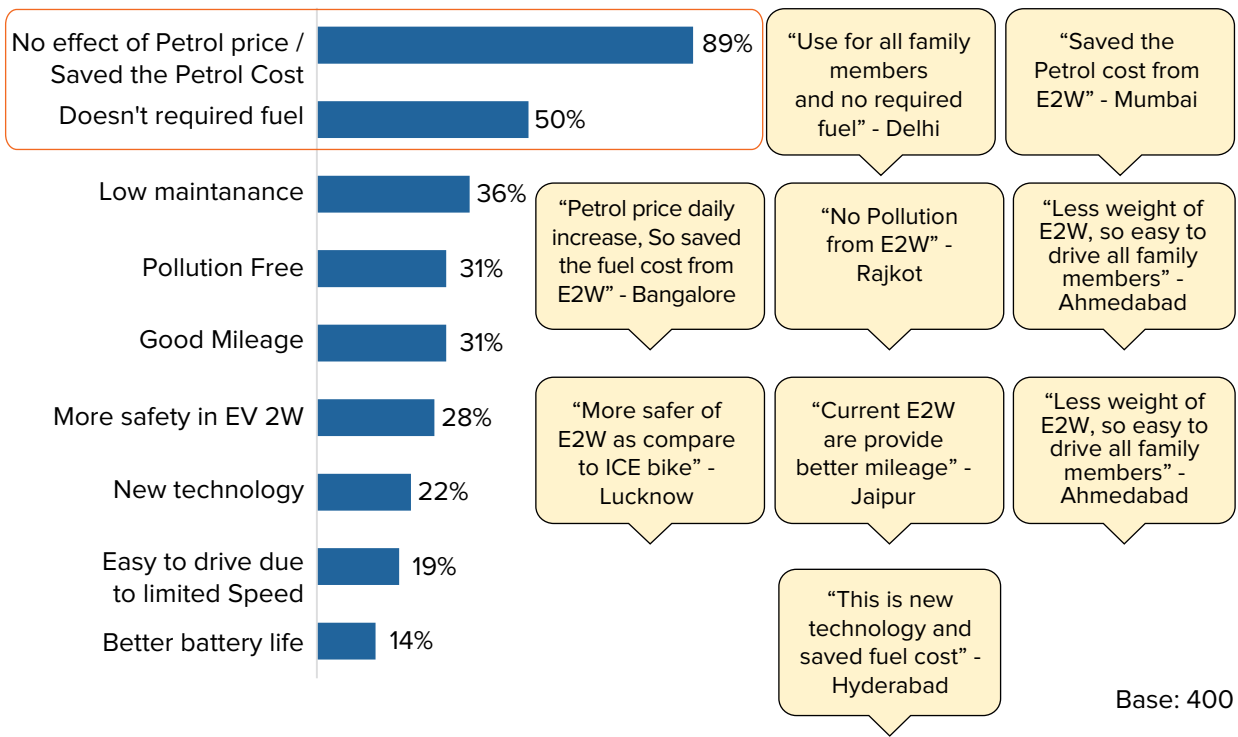 No effect of Petrol price /
Saved the Petrol Cost
89%
Doesn't required fuel
50%
Low maintanance
36%
Pollution Free
31%
Good Mileage
31%
More safety in EV 2W
28%
New technology
22%
Easy to drive due
to limited Speed
19%
Better battery life
14%
“Use for all family
members
and no required
fuel” - Delhi
“Saved the
Petrol cost from
E2W” - Mumbai
“Petrol price daily
increase, So saved
the fuel cost from
E2W” - Bangalore
“No Pollution
from E2W” -
Rajkot
“Less weight of
E2W, so easy to
drive all family
members” -
Ahmedabad
“More safer of
E2W as compare
to ICE bike” -
Lucknow
“Current E2W
are provide
better mileage” -
Jaipur
“Less weight of
E2W, so easy to
drive all family
members” -
Ahmedabad
“This is new
technology and
saved fuel cost” -
Hyderabad
Base: 400